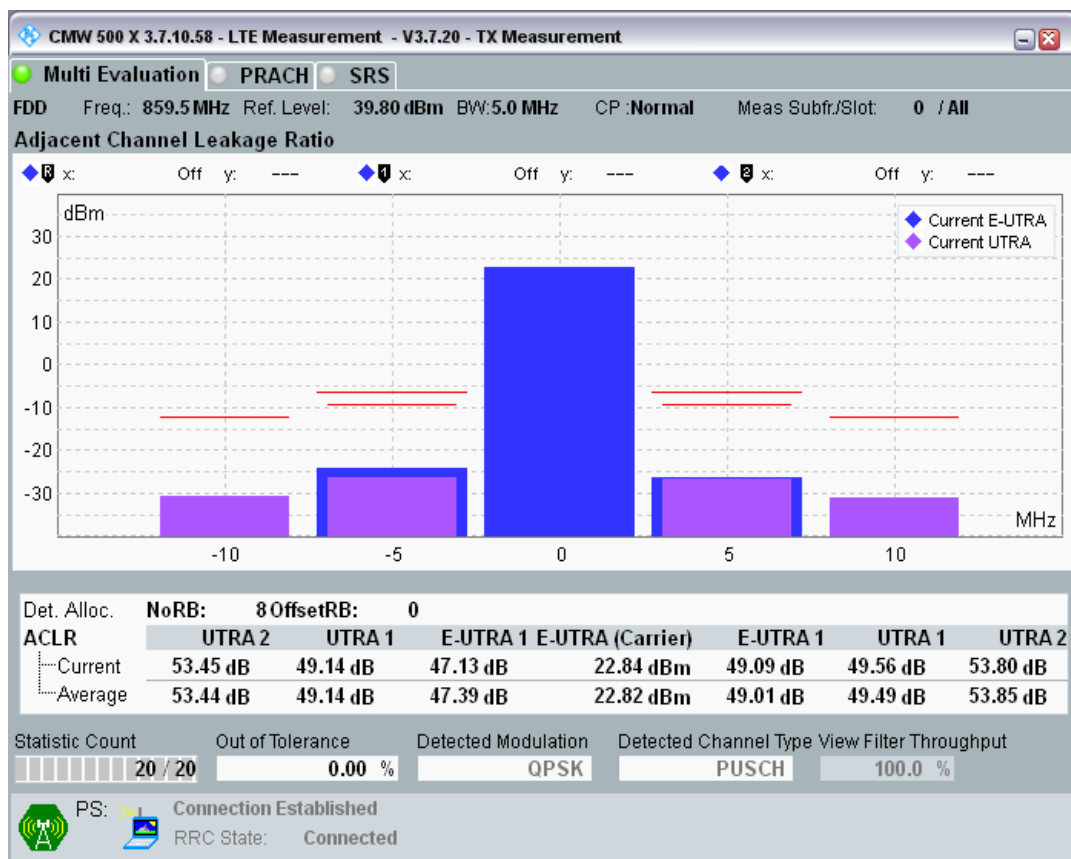 CMW 500 X 3.7.10.58 - LTE Measurement - V3.7.20 - TX Measurement
Multi Evaluation PRACH SRS
FDD Freq.: 859.5 MHz Ref. Level: 39.80 dBm BW:5.0 MHz CP :Normal Meas Subfr./Slot: 0 / All
Adjacent Channel Leakage Ratio
R x: Off y: --- 1 x: Off y: --- 2 x: Off y: ---
dBm
Current E-UTRA
Current UTRA
30
20
10
0
-10
-20
-30
MHz
-10 -5 0 5 10
Det. Alloc. NoRB: 8 OffsetRB: 0
ACLR UTRA 2 UTRA 1 E-UTRA 1 E-UTRA (Carrier) E-UTRA 1 UTRA 1 UTRA 2
Current 53.45 dB 49.14 dB 47.13 dB 22.84 dBm 49.09 dB 49.56 dB 53.80 dB
Average 53.44 dB 49.14 dB 47.39 dB 22.82 dBm 49.01 dB 49.49 dB 53.85 dB
Statistic Count Out of Tolerance Detected Modulation Detected Channel Type View Filter Throughput
20 / 20 0.00 % QPSK PUSCH 100.0 %
PS: Connection Established
RRC State: Connected